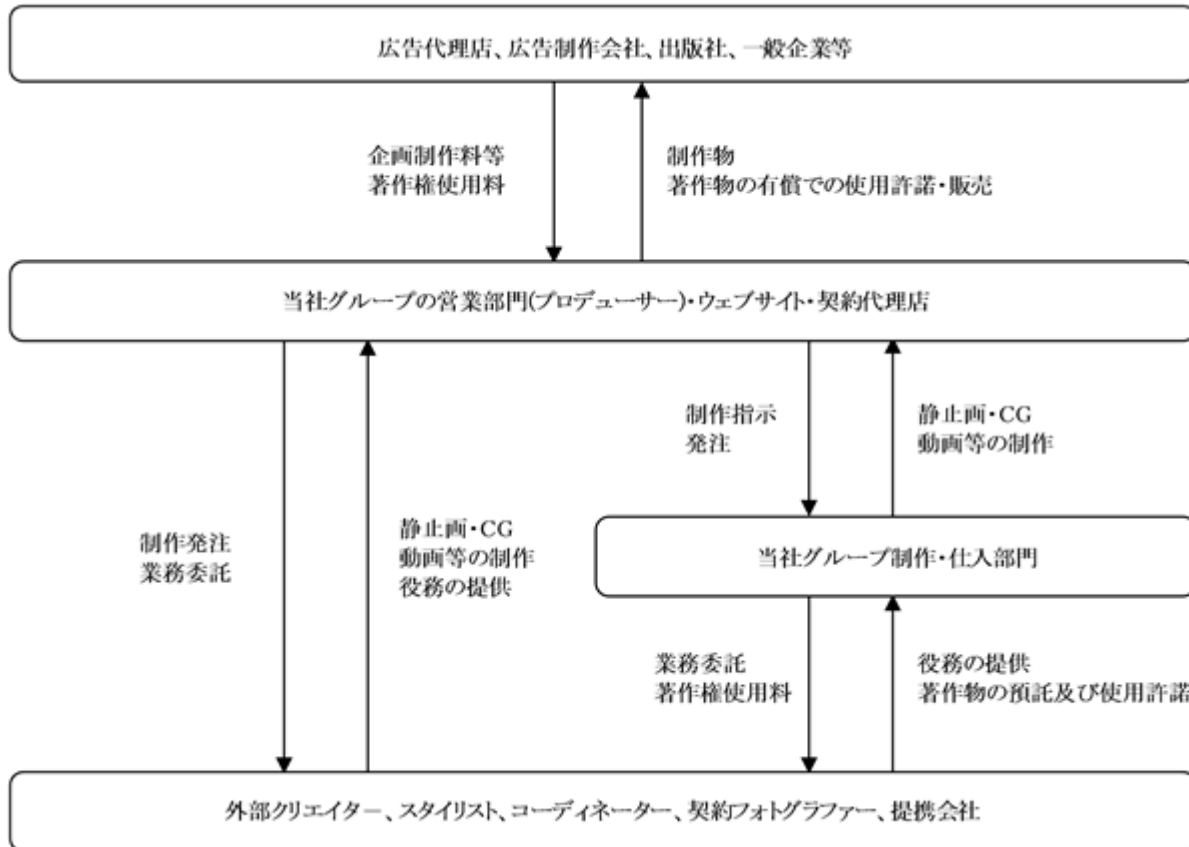 広告代理店、広告制作会社、出版社、一般企業等
企画制作料等
著作権使用料
制作物
著作物の有償での使用許諾・販売
当社グループの営業部門(プロデューサー)・ウェブサイト・契約代理店
制作指示
発注
静止画・CG
動画等の制作
制作発注
業務委託
静止画・CG
動画等の制作
役務の提供
当社グループ制作・仕入部門
業務委託
著作権使用料
役務の提供
著作物の預託及び使用許諾
外部クリエイター、スタイリスト、コーディネーター、契約フォトグラファー、提携会社